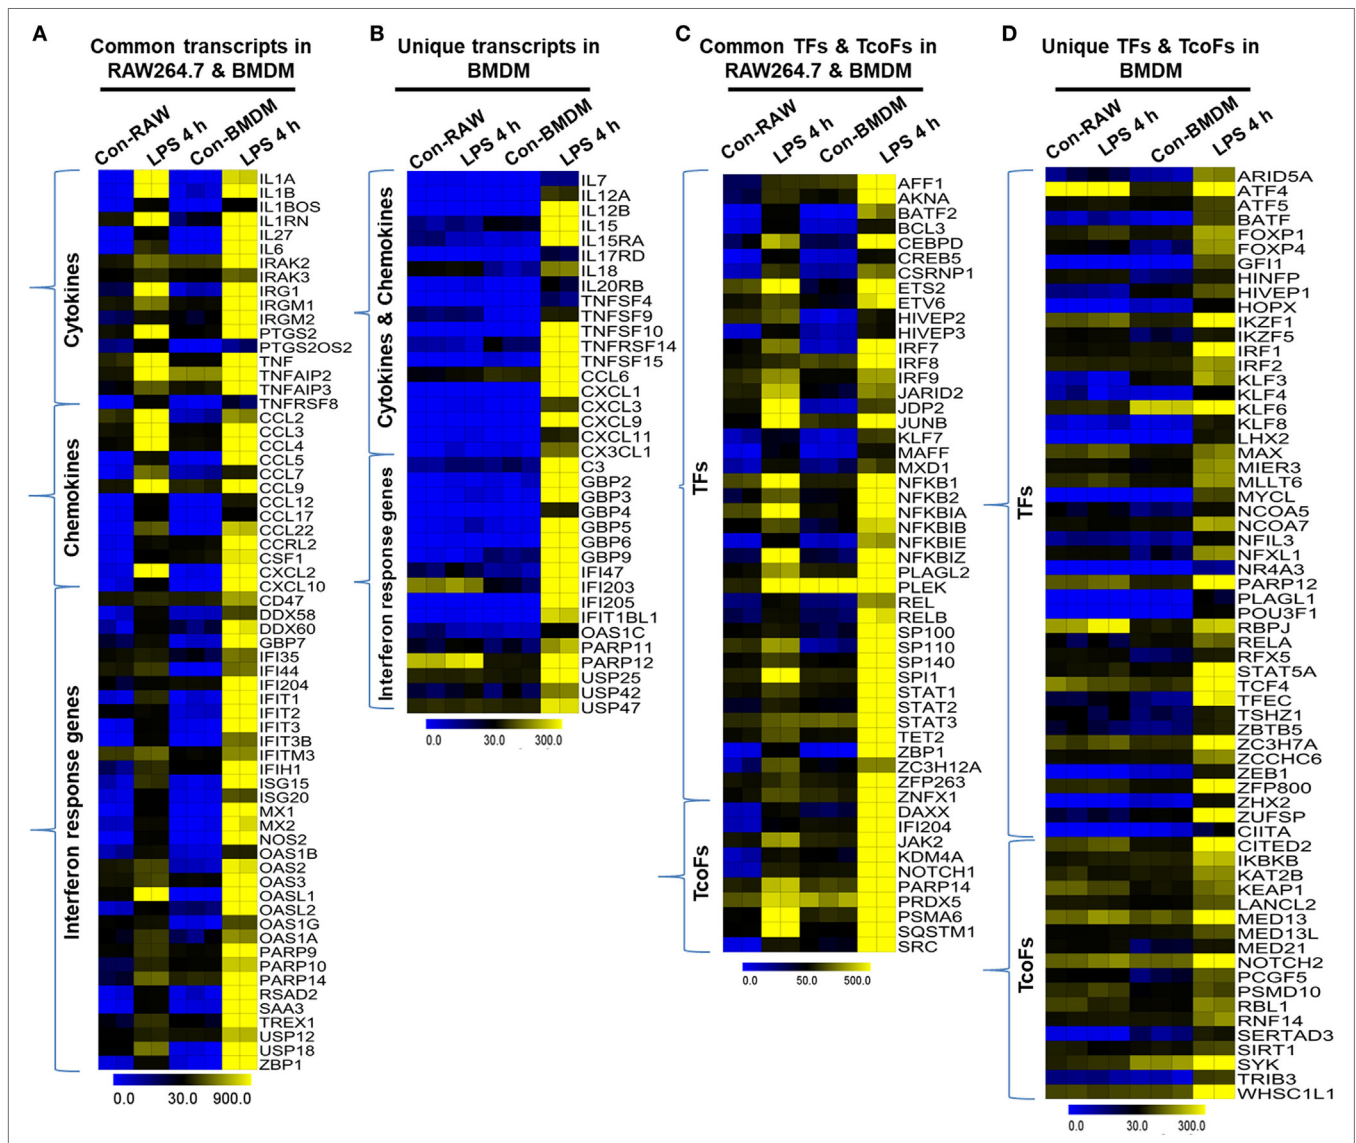 A
Common transcripts in
RAW264.7 & BMDM
Con-RAW
LPS 4 h
Con-BMDM
LPS 4 h
Cytokines
Chemokines
Interferon response genes
IL1A
IL1B
IL1BOS
IL1RN
IL27
IL6
IRAK2
IRAK3
IRG1
IRGM1
IRGM2
PTGS2
PTGS2OS2
TNF
TNFAIP2
TNFAIP3
TNFRSF8
CCL2
CCL3
CCL4
CCL5
CCL7
CCL9
CCL12
CCL17
CCL22
CCRL2
CSF1
CXCL2
CXCL10
CD47
DDX58
DDX60
GBP7
IFI35
IFI44
IFI204
IFIT1
IFIT2
IFIT3
IFIT3B
IFITM3
IFIH1
ISG15
ISG20
MX1
MX2
NOS2
OAS1B
OAS2
OAS3
OASL1
OASL2
OAS1G
OAS1A
PARP9
PARP10
PARP14
RSAD2
SAA3
TREX1
USP12
USP18
ZBP1
0.0 30.0 900.0
B
Unique transcripts in
BMDM
Con-RAW
LPS 4 h
Con-BMDM
LPS 4 h
Cytokines & Chemokines
Interferon response genes
IL7
IL12A
IL12B
IL15
IL15RA
IL17RD
IL18
IL20RB
TNFSF4
TNFSF9
TNFSF10
TNFRSF14
TNFSF15
CCL6
CXCL1
CXCL3
CXCL9
CXCL11
CX3CL1
C3
GBP2
GBP3
GBP4
GBP5
GBP6
GBP9
IFI47
IFI203
IFI205
IFIT1BL1
OAS1C
PARP11
PARP12
USP25
USP42
USP47
0.0 30.0 300.0
C
Common TFs & TcoFs in
RAW264.7 & BMDM
Con-RAW
LPS 4 h
Con-BMDM
LPS 4 h
TFs
TcoFs
AFF1
AKNA
BATF2
BCL3
CEBPD
CREB5
CSRNP1
ETS2
ETV6
HIVEP2
HIVEP3
IRF7
IRF8
IRF9
JARID2
JDP2
JUNB
KLF7
MAFF
MXD1
NFKB1
NFKB2
NFKBIA
NFKBIB
NFKBIE
NFKBIZ
PLAGL2
PLEK
REL
RELB
SP100
SP110
SP140
SPI1
STAT1
STAT2
STAT3
TET2
ZBP1
ZC3H12A
ZFP263
ZNFX1
DAXX
IFI204
JAK2
KDM4A
NOTCH1
PARP14
PRDX5
PSMA6
SQSTM1
SRC
0.0 50.0 500.0
D
Unique TFs & TcoFs in
BMDM
Con-RAW
LPS 4 h
Con-BMDM
LPS 4 h
TFs
TcoFs
ARID5A
ATF4
ATF5
BATF
FOXP1
FOXP4
GFI1
HINFP
HIVEP1
HOPX
IKZF1
IKZF5
IRF1
IRF2
KLF3
KLF4
KLF6
KLF8
LHX2
MAX
MIER3
MLLT6
MYCL
NCOA5
NCOA7
NFIL3
NFXL1
NR4A3
PARP12
PLAGL1
POU3F1
RBPJ
RELA
RFX5
STAT5A
TCF4
TFEC
TSHZ1
ZBTB5
ZC3H7A
ZCCHC6
ZEB1
ZFP800
ZHX2
ZUFSP
CIITA
CITED2
IKBKB
KAT2B
KEAP1
LANCL2
MED13
MED13L
MED21
NOTCH2
PCGF5
PSMD10
RBL1
RNF14
SERTAD3
SIRT1
SYK
TRIB3
WHSC1L1
0.0 30.0 300.0